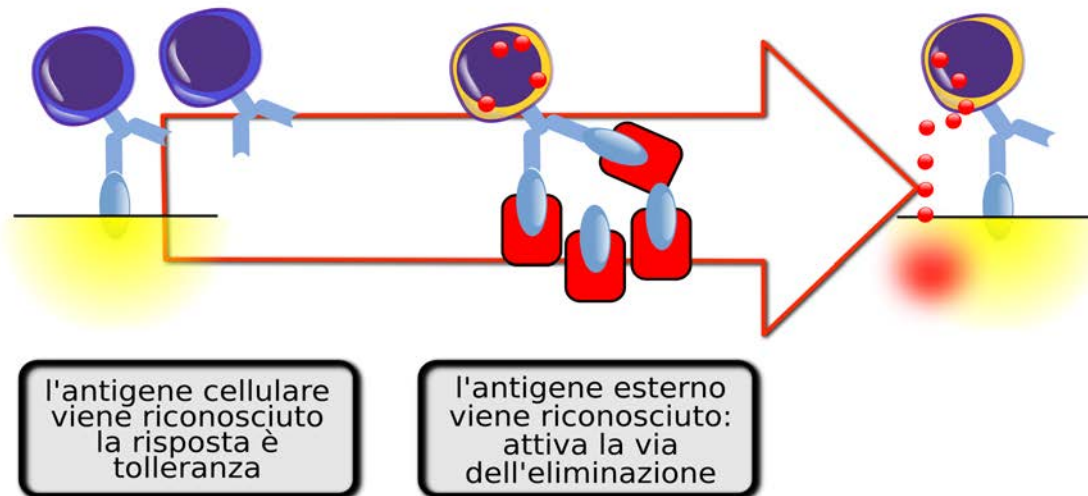 l'antigene cellulare
viene riconosciuto
la risposta è
tolleranza
l'antigene esterno
viene riconosciuto:
attiva la via
dell'eliminazione